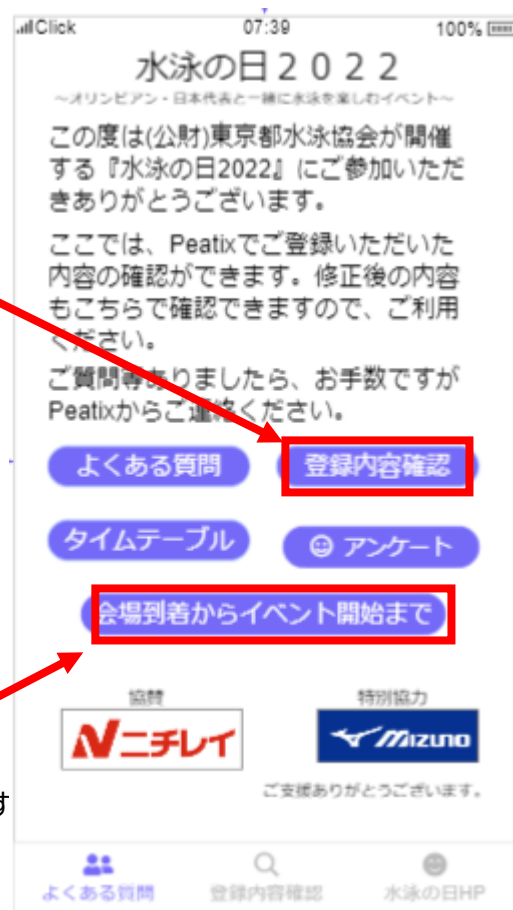 Click 07:39 100%
水泳の日２０２２
～オリンピアン・日本代表と一緒に水泳を楽しむイベント～
この度は(公財)東京都水泳協会が開催
する『水泳の日2022』にご参加いただ
きありがとうございます。
ここでは、Peatixでご登録いただいた
内容の確認ができます。修正後の内容
もこちらで確認できますので、ご利用
ください。
ご質問等ありましたら、お手数ですが
Peatixからご連絡ください。
よくある質問 登録内容確認
タイムテーブル アンケート
会場到着からイベント開始まで
協賛 特別協力
ニチレイ MIZUNO
す
ご支援ありがとうございます。
よくある質問 登録内容確認 水泳の日HP